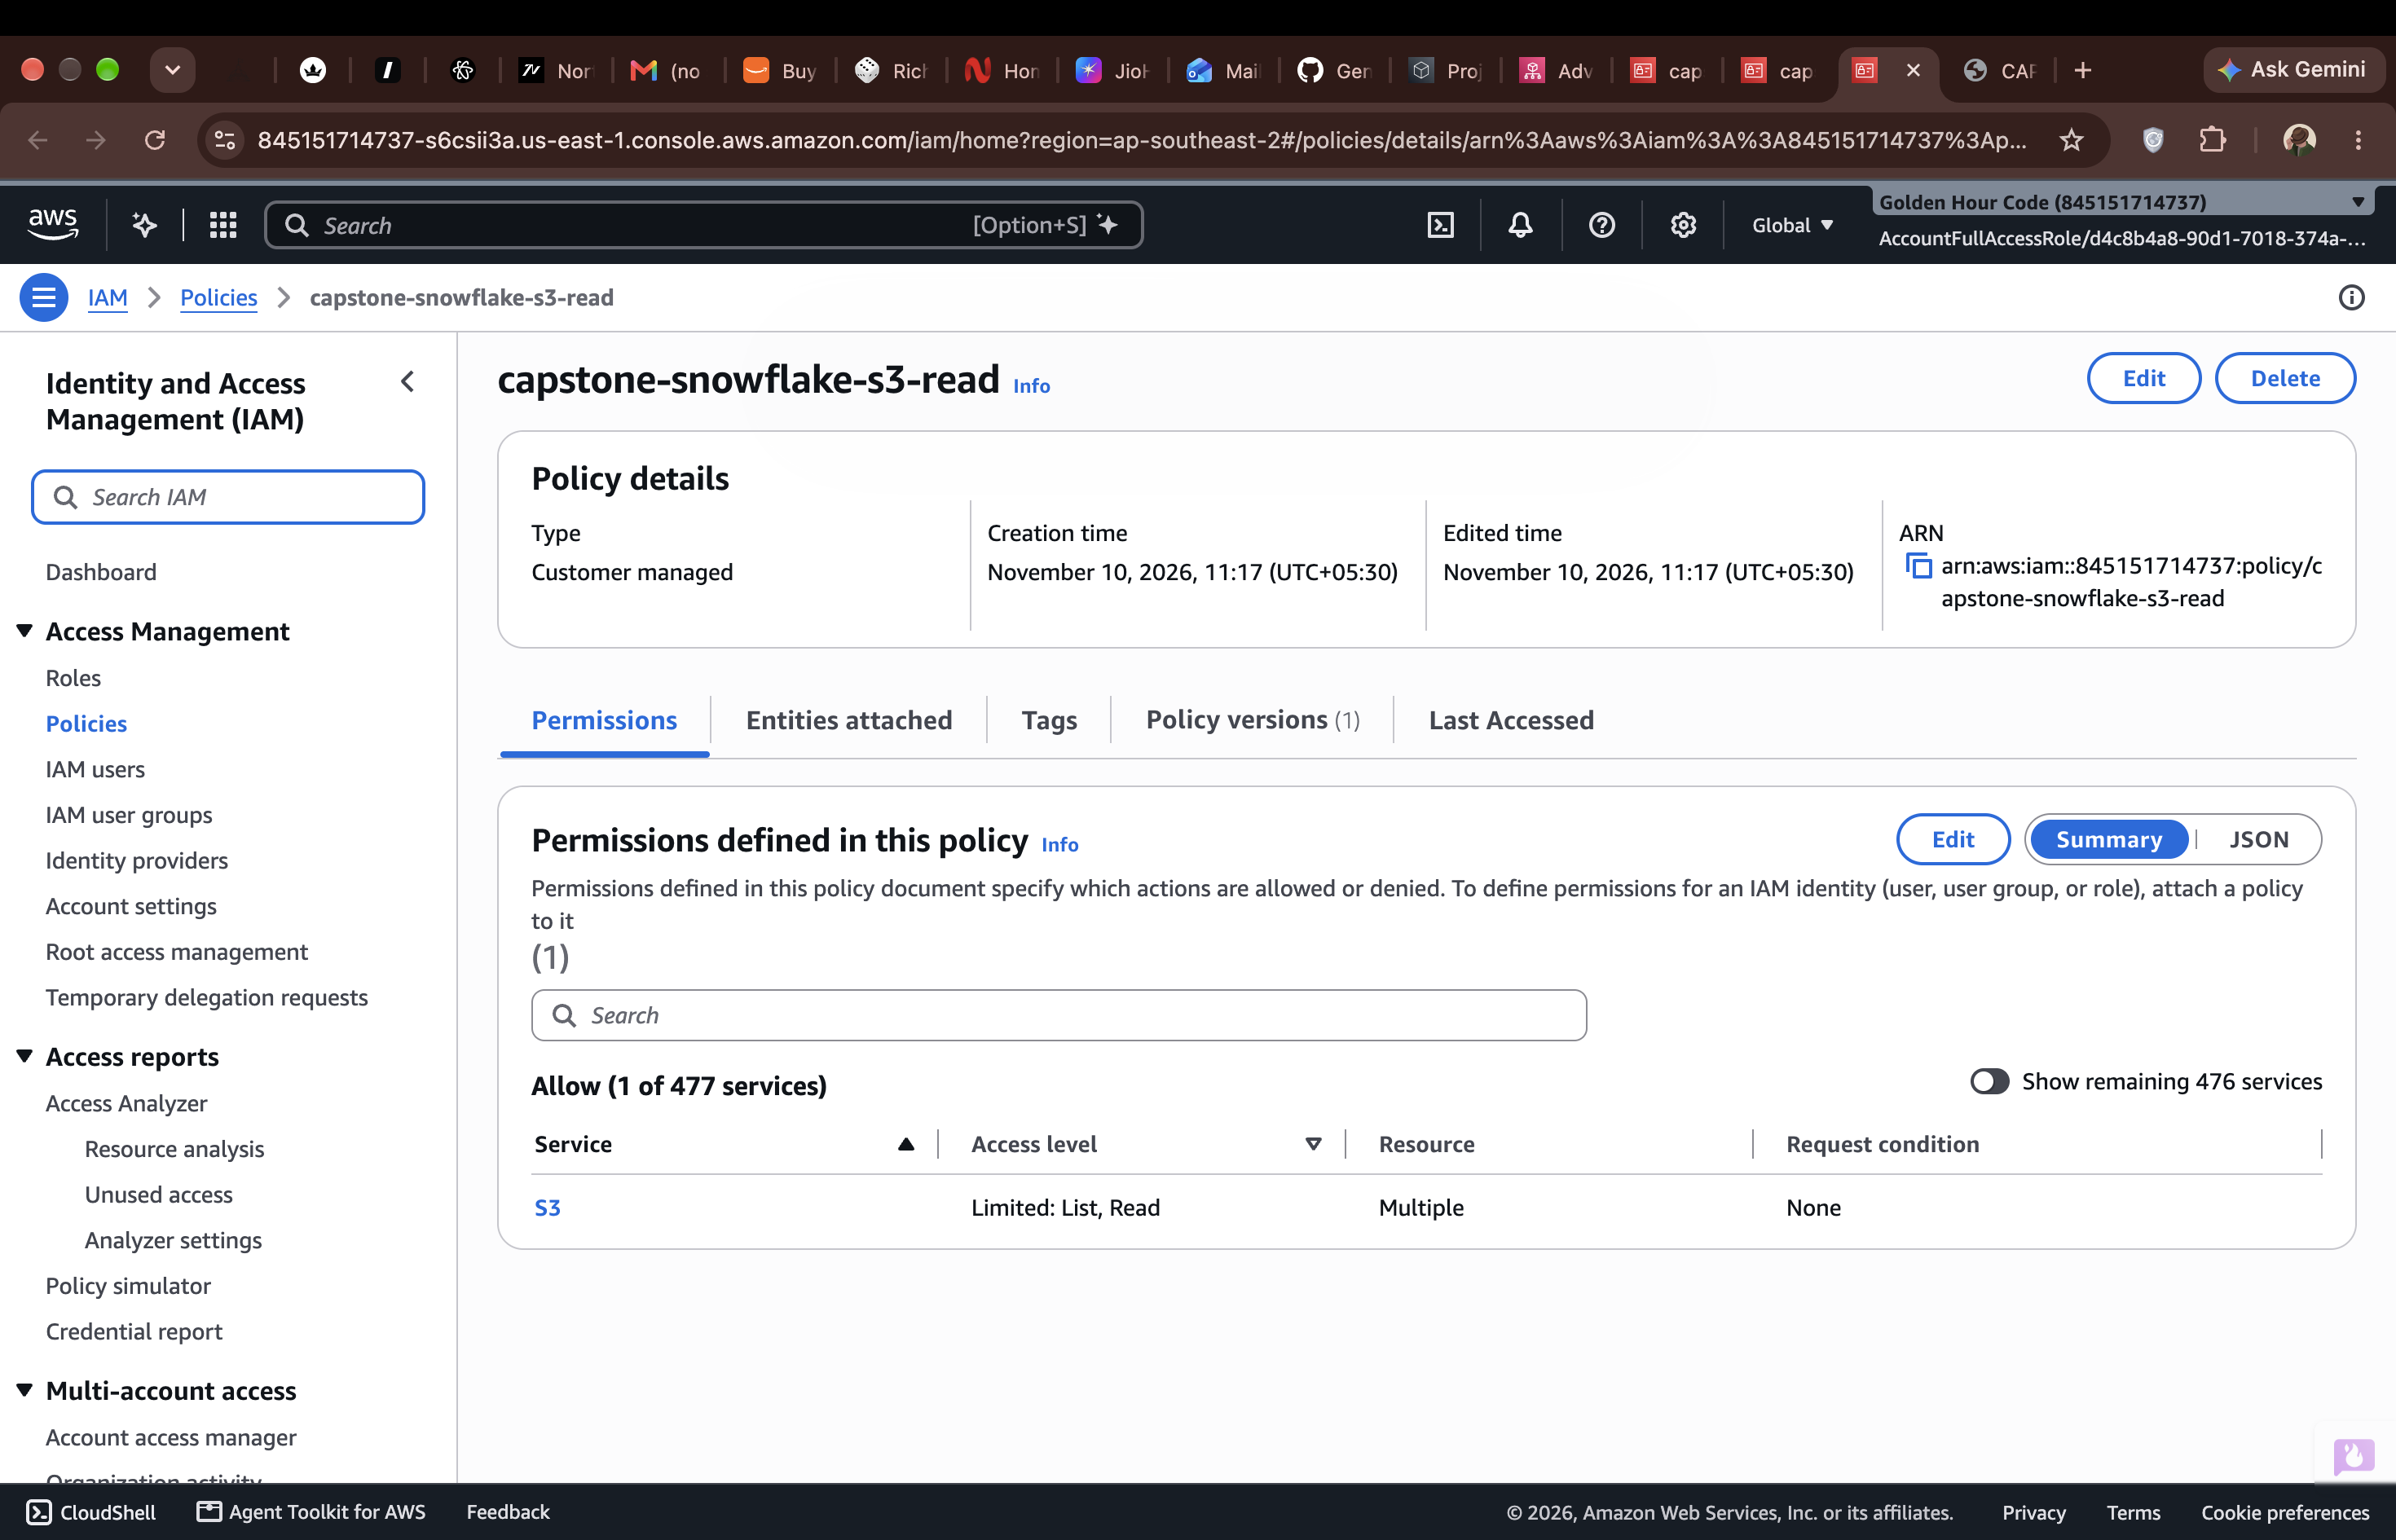 Nor
(no
Buy
Rich
Hon
JioH
Mail
Gen
Proj
Adv
cap
cap
CAP
Ask Gemini
845151714737-s6csii3a.us-east-1.console.aws.amazon.com/iam/home?region=ap-southeast-2#/policies/details/arn%3Aaws%3Aiam%3A%3A845151714737%3Ap...
aws
Search
[Option+S]
Global
Golden Hour Code (845151714737)
AccountFullAccessRole/d4c8b4a8-90d1-7018-374a-...
IAM
Policies
capstone-snowflake-s3-read
Identity and Access
Management (IAM)
Search IAM
Dashboard
Access Management
Roles
Policies
IAM users
IAM user groups
Identity providers
Account settings
Root access management
Temporary delegation requests
Access reports
Access Analyzer
Resource analysis
Unused access
Analyzer settings
Policy simulator
Credential report
Multi-account access
Account access manager
Organization activity
capstone-snowflake-s3-read Info
Edit
Delete
Policy details
Type
Customer managed
Creation time
November 10, 2026, 11:17 (UTC+05:30)
Edited time
November 10, 2026, 11:17 (UTC+05:30)
ARN
arn:aws:iam::845151714737:policy/c
apstone-snowflake-s3-read
Permissions
Entities attached
Tags
Policy versions (1)
Last Accessed
Permissions defined in this policy Info
Edit
Summary
JSON
Permissions defined in this policy document specify which actions are allowed or denied. To define permissions for an IAM identity (user, user group, or role), attach a policy
to it
(1)
Search
Allow (1 of 477 services)
Show remaining 476 services
Service
Access level
Resource
Request condition
S3
Limited: List, Read
Multiple
None
CloudShell
Agent Toolkit for AWS
Feedback
© 2026, Amazon Web Services, Inc. or its affiliates.
Privacy
Terms
Cookie preferences